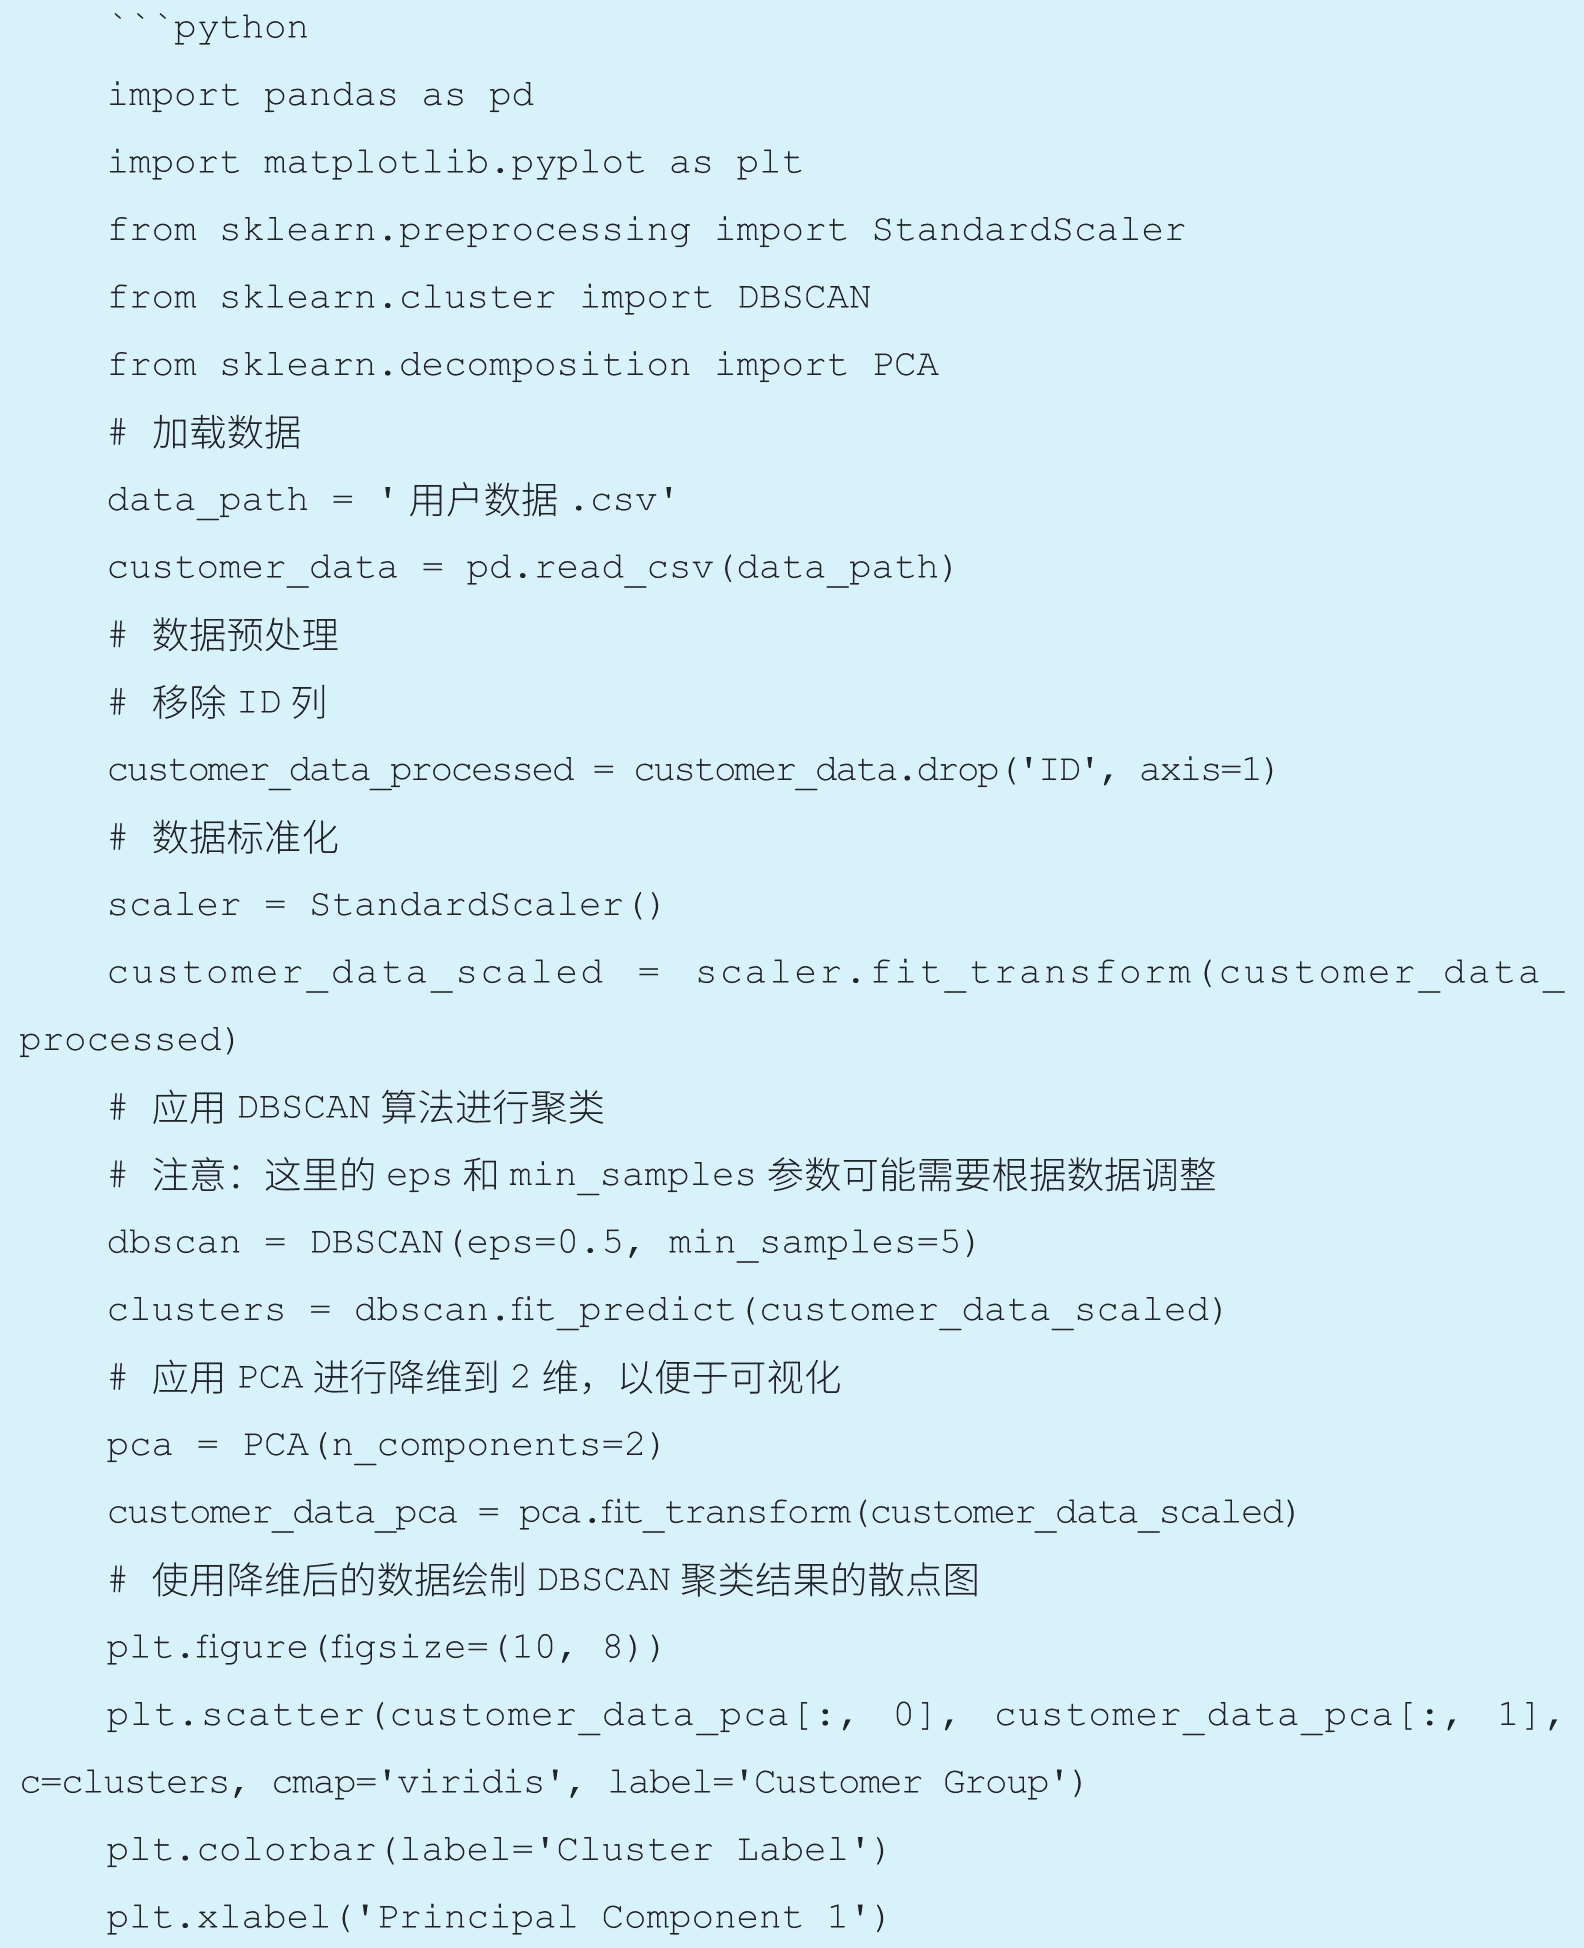 ```python
import pandas as pd
import matplotlib.pyplot as plt
from sklearn.preprocessing import StandardScaler
from sklearn.cluster import DBSCAN
from sklearn.decomposition import PCA
# 加载数据
data_path = '用户数据.csv'
customer_data = pd.read_csv(data_path)
# 数据预处理
# 移除 ID 列
customer_data_processed = customer_data.drop('ID', axis=1)
# 数据标准化
scaler = StandardScaler()
customer_data_scaled = scaler.fit_transform(customer_data_
processed)
# 应用 DBSCAN 算法进行聚类
# 注意：这里的 eps 和 min_samples 参数可能需要根据数据调整
dbscan = DBSCAN(eps=0.5, min_samples=5)
clusters = dbscan.fit_predict(customer_data_scaled)
# 应用 PCA 进行降维到 2 维，以便于可视化
pca = PCA(n_components=2)
customer_data_pca = pca.fit_transform(customer_data_scaled)
# 使用降维后的数据绘制 DBSCAN 聚类结果的散点图
plt.figure(figsize=(10, 8))
plt.scatter(customer_data_pca[:, 0], customer_data_pca[:, 1],
c=clusters, cmap='viridis', label='Customer Group')
plt.colorbar(label='Cluster Label')
plt.xlabel('Principal Component 1')